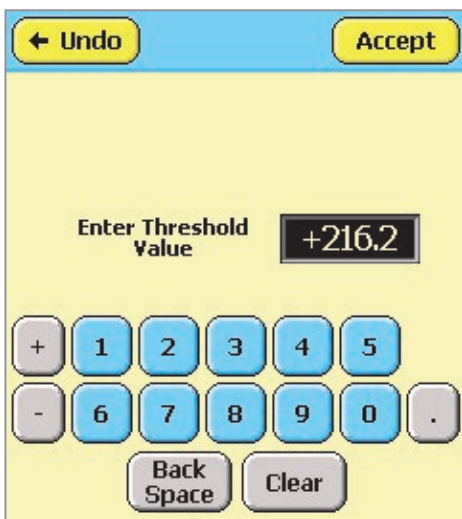 ← Undo Accept
Enter Threshold
Value
+216.2
+ 1 2 3 4 5
- 6 7 8 9 0 .
Back
Space
Clear